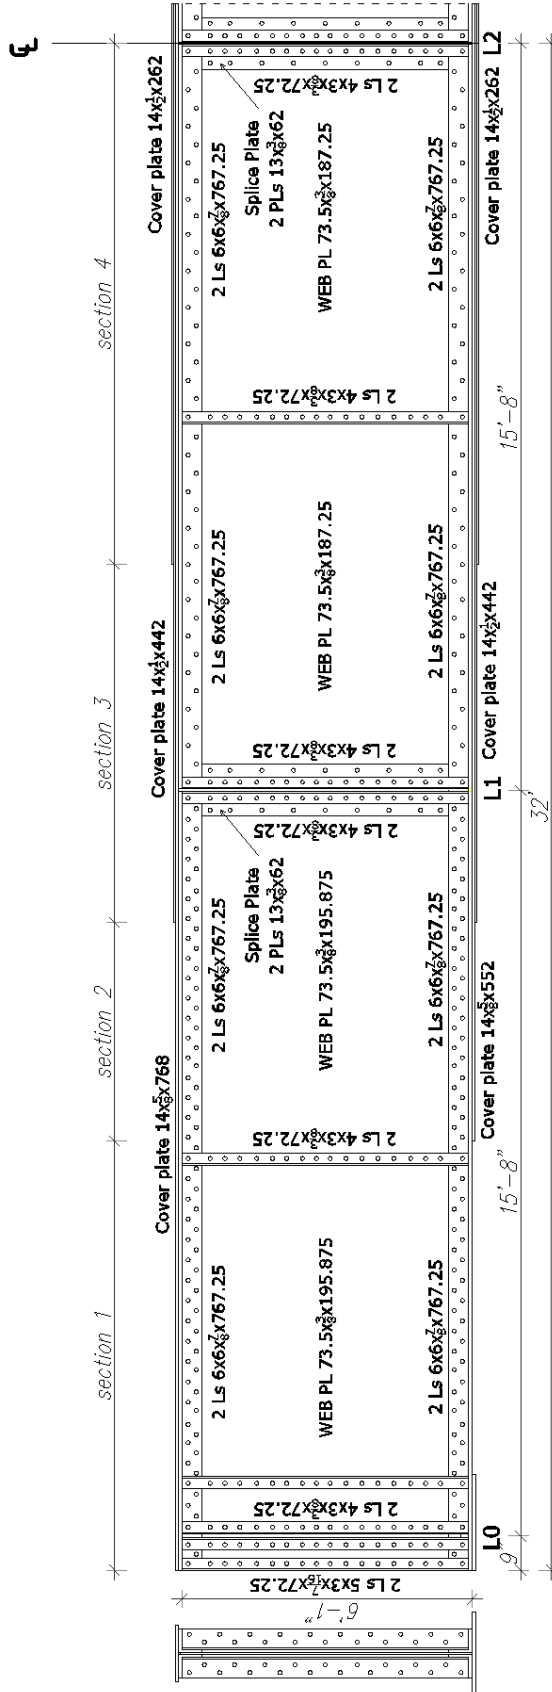 ℄
section 1
section 2
section 3
section 4
Cover plate 14x5/8x768
Cover plate 14x1/2x442
Cover plate 14x1/2x262
2 Ls 6x6x7/8x767.25
2 Ls 6x6x7/8x767.25
2 Ls 6x6x7/8x767.25
2 Ls 6x6x7/8x767.25
Splice Plate
2 PLs 13x3/8x62
Splice Plate
2 PLs 13x3/8x62
6'-1"
2 Ls 5x3x7/16x72.25
2 Ls 4x3x3/8x72.25
WEB PL 73.5x3/8x195.875
2 Ls 4x3x3/8x72.25
WEB PL 73.5x3/8x195.875
2 Ls 4x3x3/8x72.25
2 Ls 4x3x3/8x72.25
WEB PL 73.5x3/8x187.25
2 Ls 4x3x3/8x72.25
WEB PL 73.5x3/8x187.25
2 Ls 4x3x3/8x72.25
2 Ls 6x6x7/8x767.25
2 Ls 6x6x7/8x767.25
2 Ls 6x6x7/8x767.25
2 Ls 6x6x7/8x767.25
Cover plate 14x5/8x552
Cover plate 14x1/2x442
Cover plate 14x1/2x262
L0
L1
L2
9"
15'-8"
15'-8"
32'